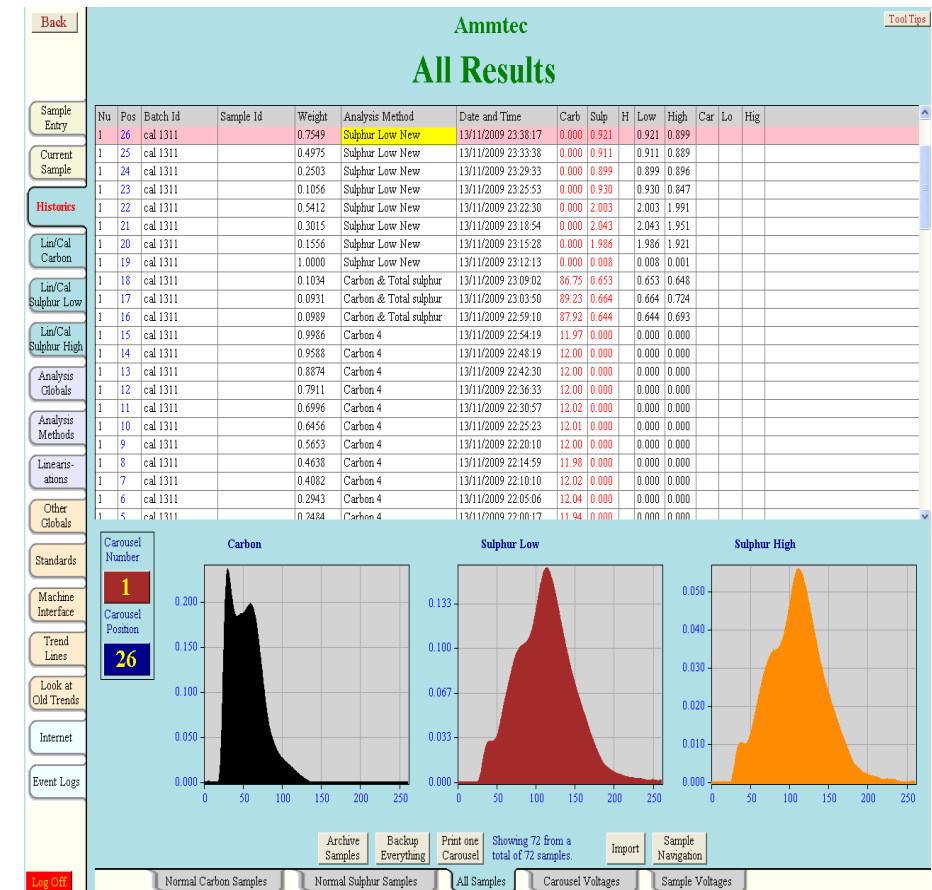 Back
Ammtec
Tool Tips
All Results
Sample
Entry
Current
Sample
Historics
Lin/Cal
Carbon
Lin/Cal
Sulphur Low
Lin/Cal
Sulphur High
Analysis
Globals
Analysis
Methods
Linearis-
ations
Other
Globals
Standards
Machine
Interface
Trend
Lines
Look at
Old Trends
Internet
Event Logs
Log Off
Nu Pos Batch Id Sample Id Weight Analysis Method Date and Time Carb Sulp H Low High Car Lo Hig
1 26 cal 1311 0.7549 Sulphur Low New 13/11/2009 23:38:17 0.000 0.921 0.921 0.899
1 25 cal 1311 0.4975 Sulphur Low New 13/11/2009 23:33:38 0.000 0.911 0.911 0.889
1 24 cal 1311 0.2503 Sulphur Low New 13/11/2009 23:29:33 0.000 0.899 0.899 0.896
1 23 cal 1311 0.1056 Sulphur Low New 13/11/2009 23:25:53 0.000 0.930 0.930 0.847
1 22 cal 1311 0.5412 Sulphur Low New 13/11/2009 23:22:30 0.000 2.003 2.003 1.991
1 21 cal 1311 0.3015 Sulphur Low New 13/11/2009 23:18:54 0.000 2.043 2.043 1.951
1 20 cal 1311 0.1556 Sulphur Low New 13/11/2009 23:15:28 0.000 1.986 1.986 1.921
1 19 cal 1311 1.0000 Sulphur Low New 13/11/2009 23:12:13 0.000 0.008 0.008 0.001
1 18 cal 1311 0.1034 Carbon & Total sulphur 13/11/2009 23:09:02 86.75 0.653 0.653 0.648
1 17 cal 1311 0.0931 Carbon & Total sulphur 13/11/2009 23:03:50 89.23 0.664 0.664 0.724
1 16 cal 1311 0.0989 Carbon & Total sulphur 13/11/2009 22:59:10 87.92 0.644 0.644 0.693
1 15 cal 1311 0.9986 Carbon 4 13/11/2009 22:54:19 11.97 0.000 0.000 0.000
1 14 cal 1311 0.9588 Carbon 4 13/11/2009 22:48:19 12.00 0.000 0.000 0.000
1 13 cal 1311 0.8874 Carbon 4 13/11/2009 22:42:30 12.00 0.000 0.000 0.000
1 12 cal 1311 0.7911 Carbon 4 13/11/2009 22:36:33 12.00 0.000 0.000 0.000
1 11 cal 1311 0.6996 Carbon 4 13/11/2009 22:30:57 12.02 0.000 0.000 0.000
1 10 cal 1311 0.6456 Carbon 4 13/11/2009 22:25:23 12.01 0.000 0.000 0.000
1 9 cal 1311 0.5653 Carbon 4 13/11/2009 22:20:10 12.00 0.000 0.000 0.000
1 8 cal 1311 0.4638 Carbon 4 13/11/2009 22:14:59 11.98 0.000 0.000 0.000
1 7 cal 1311 0.4082 Carbon 4 13/11/2009 22:10:10 12.02 0.000 0.000 0.000
1 6 cal 1311 0.2943 Carbon 4 13/11/2009 22:05:06 12.04 0.000 0.000 0.000
1 5 cal 1311 0.2484 Carbon 4 13/11/2009 22:00:17 11.94 0.000 0.000 0.000
Carousel
Number
1
Carousel
Position
26
Carbon
0.200
0.150
0.100
0.050
0.000
0 50 100 150 200 250
Sulphur Low
0.133
0.100
0.067
0.033
0.000
0 50 100 150 200 250
Sulphur High
0.050
0.040
0.030
0.020
0.010
0.000
0 50 100 150 200 250
Archive
Samples
Backup
Everything
Print one
Carousel
Showing 72 from a
total of 72 samples.
Import
Sample
Navigation
Normal Carbon Samples
Normal Sulphur Samples
All Samples
Carousel Voltages
Sample Voltages